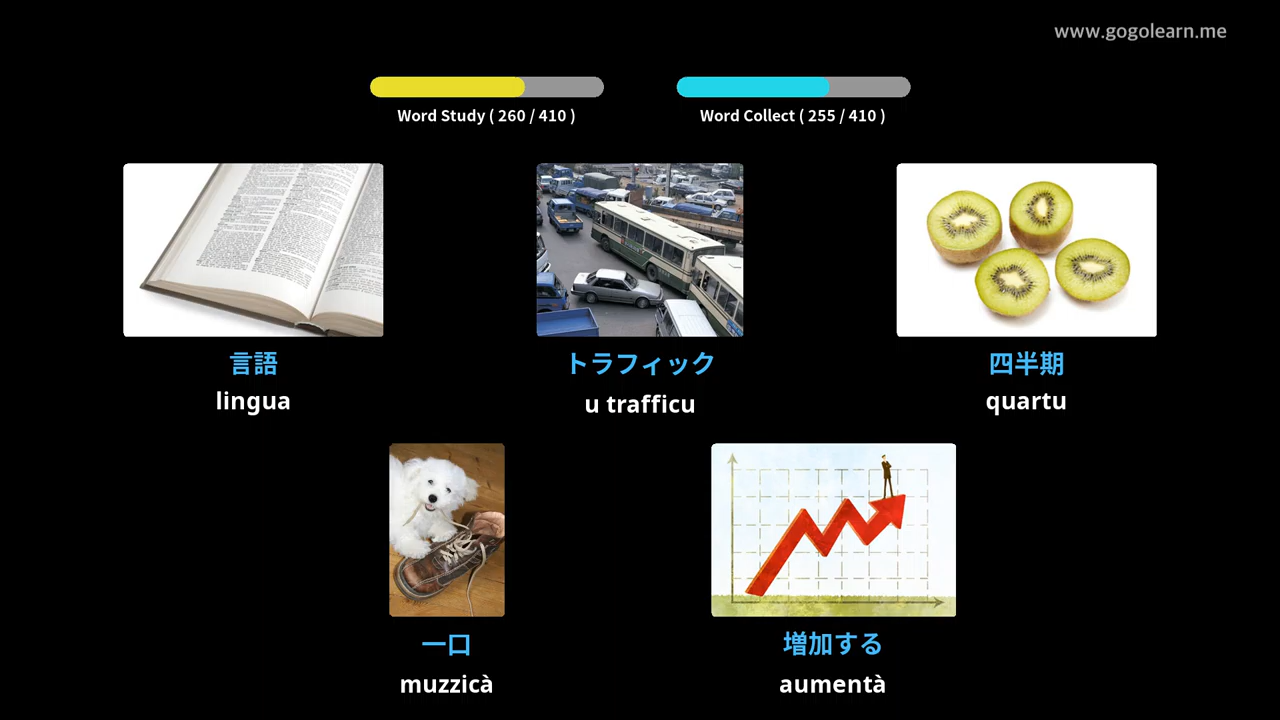 www.gogolearn.me
Word Study ( 260 / 410 )
Word Collect ( 255 / 410 )
言語
lingua
トラフィック
u trafficu
四半期
quartu
一口
muzzicà
増加する
aumentà